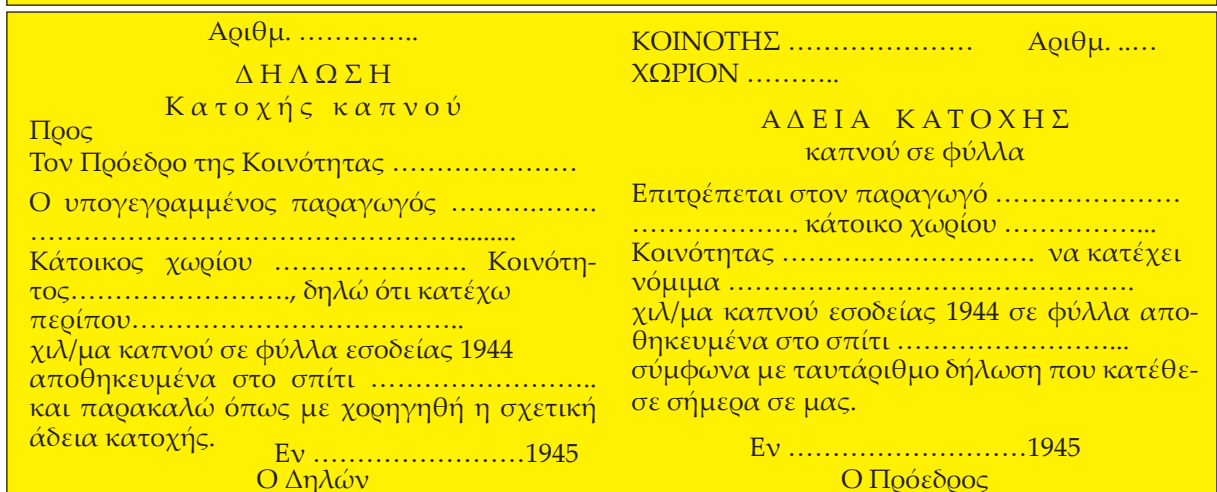 Αριθμ. …………..
Δ Η Λ Ω Σ Η
Κ α τ ο χ ή ς κ α π ν ο ύ
Προς
Τον Πρόεδρο της Κοινότητας …………………
Ο υπογεγραμμένος παραγωγός ……….…….
………………………………………….........
Κάτοικος χωρίου …………………. Κοινότη-
τος……………………., δηλώ ότι κατέχω
περίπου………………………………..
χιλ/μα καπνού σε φύλλα εσοδείας 1944
αποθηκευμένα στο σπίτι ……………………..
και παρακαλώ όπως με χορηγηθή η σχετική
άδεια κατοχής.
Εν ……………………1945
Ο Δηλών
ΚΟΙΝΟΤΗΣ ………………… Αριθμ. ..…
ΧΩΡΙΟΝ ………..
Α Δ Ε Ι Α Κ Α Τ Ο Χ Η Σ
καπνού σε φύλλα
Επιτρέπεται στον παραγωγό …………………
………………. κάτοικο χωρίου ……………...
Κοινότητας ……….………………. να κατέχει
νόμιμα ……………………………………….
χιλ/μα καπνού εσοδείας 1944 σε φύλλα απο-
θηκευμένα στο σπίτι ……………………...
σύμφωνα με ταυτάριθμο δήλωση που κατέθε-
σε σήμερα σε μας.
Εν ………………………1945
Ο Πρόεδρος